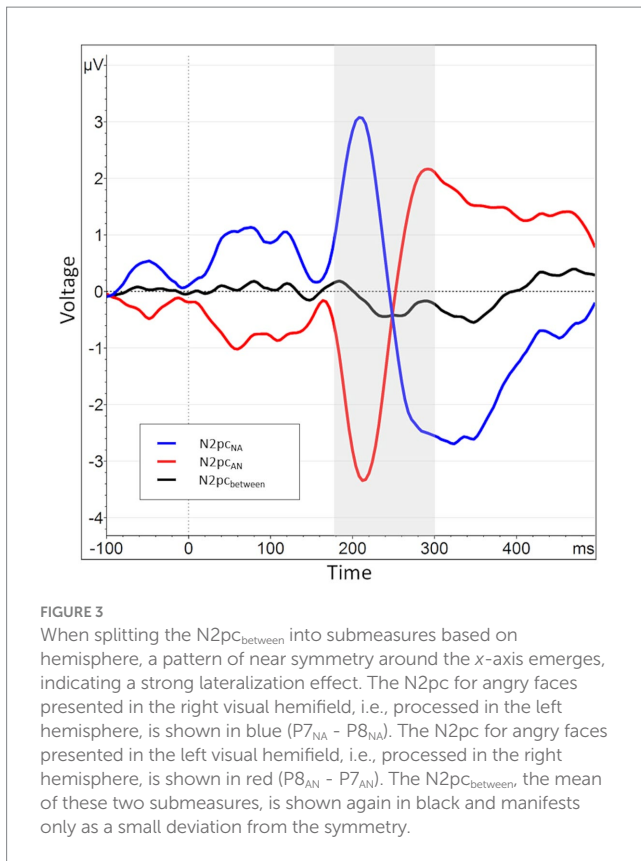 µV
3
2
1
0
-1
-2
-3
-4
Voltage
N2pcNA
N2pcAN
N2pcbetween
-100 0 100 200 300 400 ms
Time
FIGURE 3
When splitting the N2pcbetween into submeasures based on
hemisphere, a pattern of near symmetry around the x-axis emerges,
indicating a strong lateralization effect. The N2pc for angry faces
presented in the right visual hemifield, i.e., processed in the left
hemisphere, is shown in blue (P7NA - P8NA). The N2pc for angry faces
presented in the left visual hemifield, i.e., processed in the right
hemisphere, is shown in red (P8AN - P7AN). The N2pcbetween, the mean
of these two submeasures, is shown again in black and manifests
only as a small deviation from the symmetry.